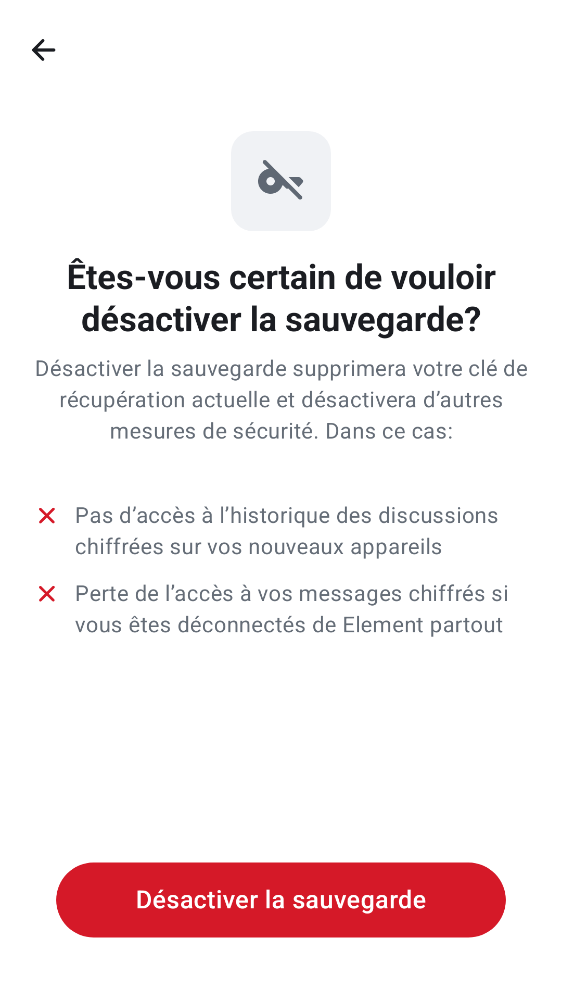 Êtes-vous certain de vouloir
désactiver la sauvegarde?
Désactiver la sauvegarde supprimera votre clé de
récupération actuelle et désactivera d’autres
mesures de sécurité. Dans ce cas:
Pas d’accès à l’historique des discussions
chiffrées sur vos nouveaux appareils
Perte de l’accès à vos messages chiffrés si
vous êtes déconnectés de Element partout
Désactiver la sauvegarde